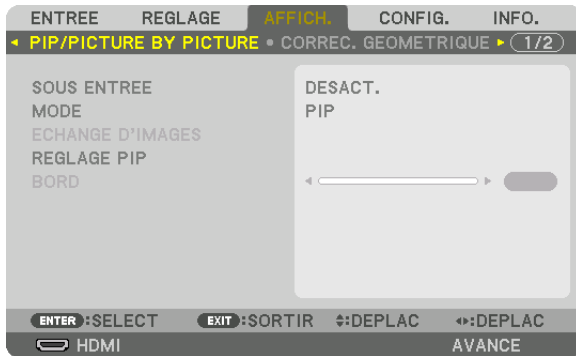 ENTREE REGLAGE AFFICH. CONFIG. INFO.
PIP/PICTURE BY PICTURE • CORREC. GEOMETRIQUE 1/2
SOUS ENTREE DESACT.
MODE PIP
ECHANGE D'IMAGES
REGLAGE PIP
BORD
ENTER :SELECT EXIT :SORTIR :DEPLAC :DEPLAC
HDMI AVANCE